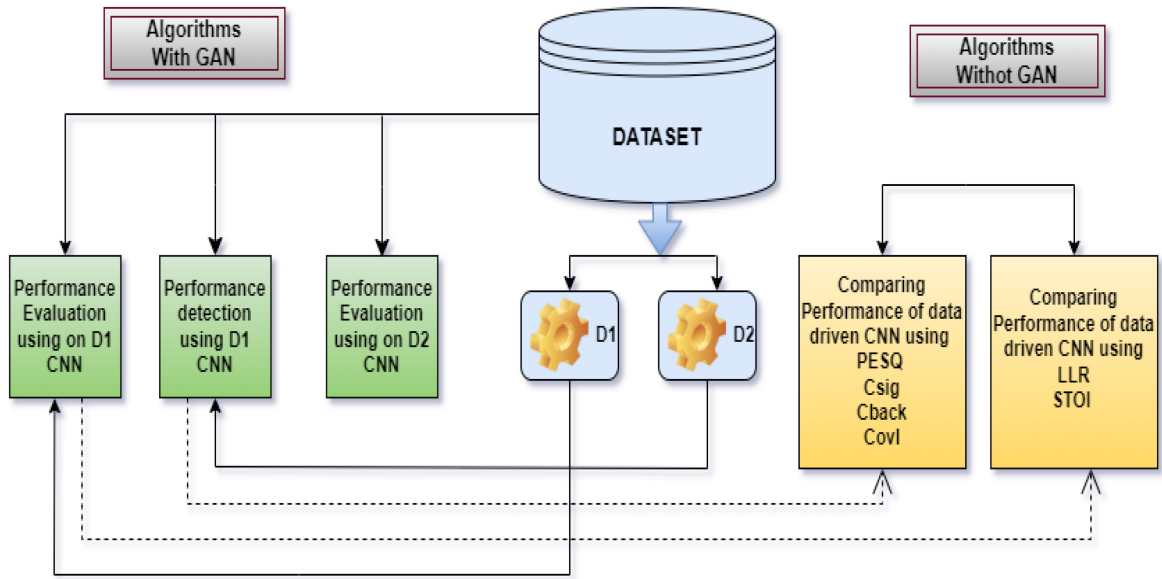 Algorithms
With GAN
DATASET
Algorithms
Withot GAN
Performance
Evaluation
using on D1
CNN
Performance
detection
using D1
CNN
Performance
Evaluation
using on D2
CNN
D1
D2
Comparing
Performance of data
driven CNN using
PESQ
Csig
Cback
Covl
Comparing
Performance of data
driven CNN using
LLR
STOI